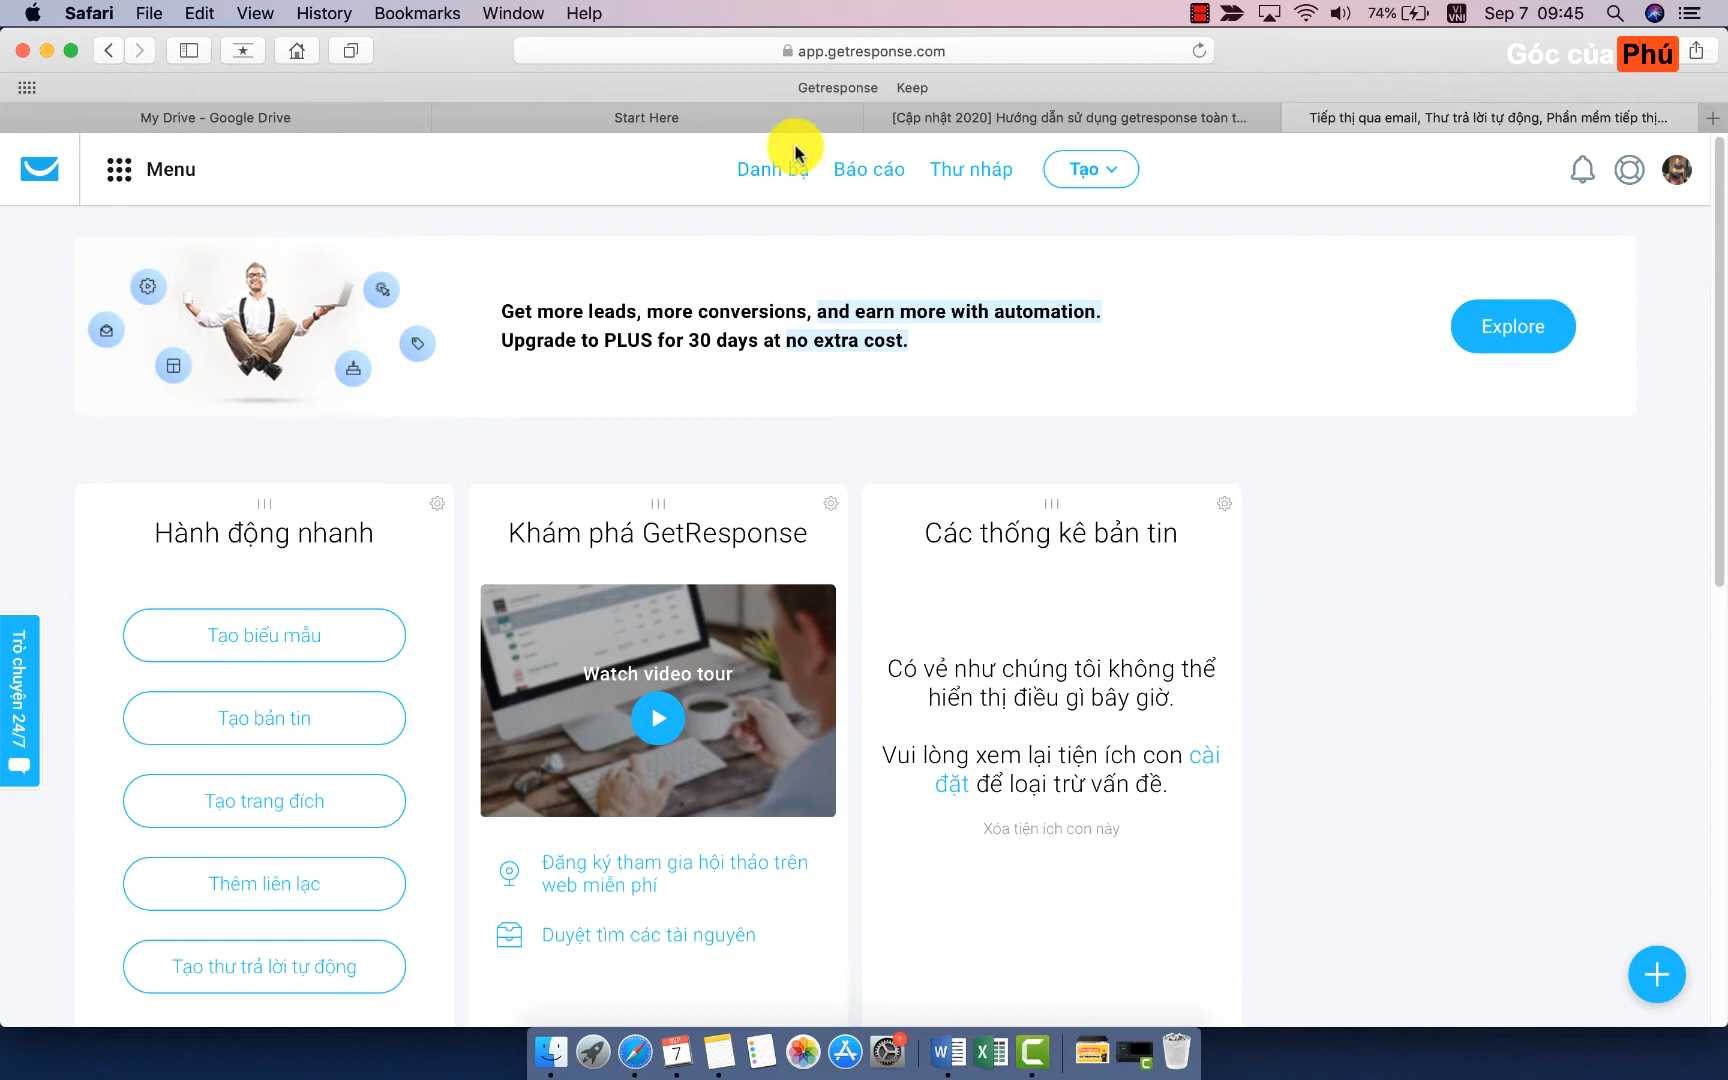 Safari File Edit View History Bookmarks Window Help
74% VI VNI Sep 7 09:45
app.getresponse.com
Góc của Phú
Getresponse Keep
My Drive - Google Drive
Start Here
[Cập nhật 2020] Hướng dẫn sử dụng getresponse toàn t...
Tiếp thị qua email, Thư trả lời tự động, Phần mềm tiếp thị...
Menu
Danh bạ Báo cáo Thư nháp Tạo
Get more leads, more conversions, and earn more with automation.
Upgrade to PLUS for 30 days at no extra cost.
Explore
Hành động nhanh
Tạo biểu mẫu
Tạo bản tin
Tạo trang đích
Thêm liên lạc
Tạo thư trả lời tự động
Khám phá GetResponse
Watch video tour
Đăng ký tham gia hội thảo trên
web miễn phí
Duyệt tìm các tài nguyên
Các thống kê bản tin
Có vẻ như chúng tôi không thể
hiển thị điều gì bây giờ.
Vui lòng xem lại tiện ích con cài
đặt để loại trừ vấn đề.
Xóa tiện ích con này
Trò chuyện 24/7
SEP
7
1